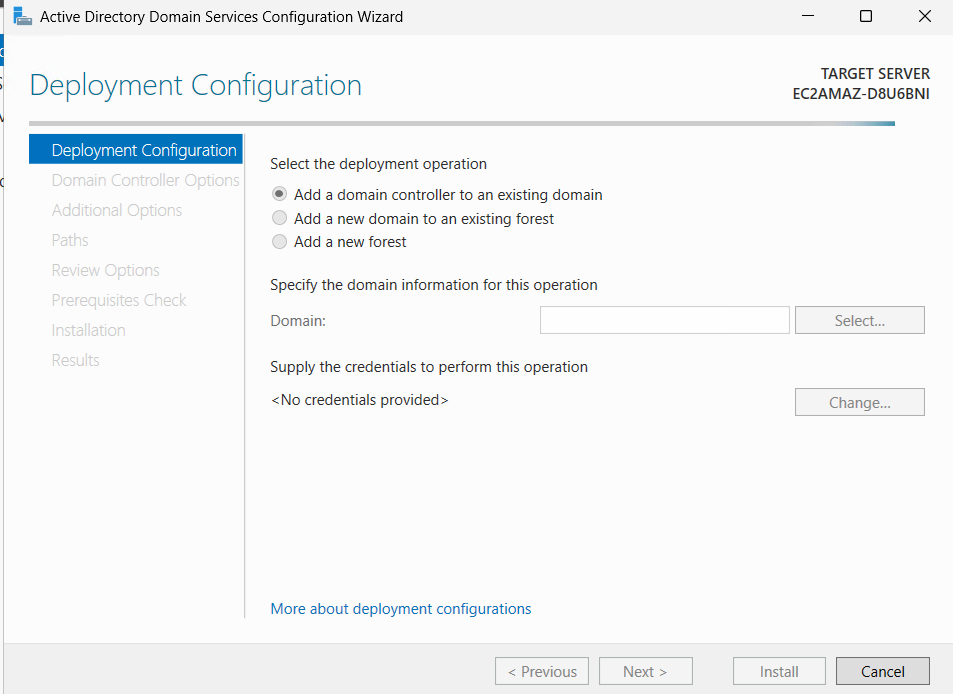 Active Directory Domain Services Configuration Wizard
Deployment Configuration
TARGET SERVER
EC2AMAZ-D8U6BNI
Deployment Configuration
Domain Controller Options
Additional Options
Paths
Review Options
Prerequisites Check
Installation
Results
Select the deployment operation
Add a domain controller to an existing domain
Add a new domain to an existing forest
Add a new forest
Specify the domain information for this operation
Domain:
Select...
Supply the credentials to perform this operation
<No credentials provided>
Change...
More about deployment configurations
< Previous
Next >
Install
Cancel